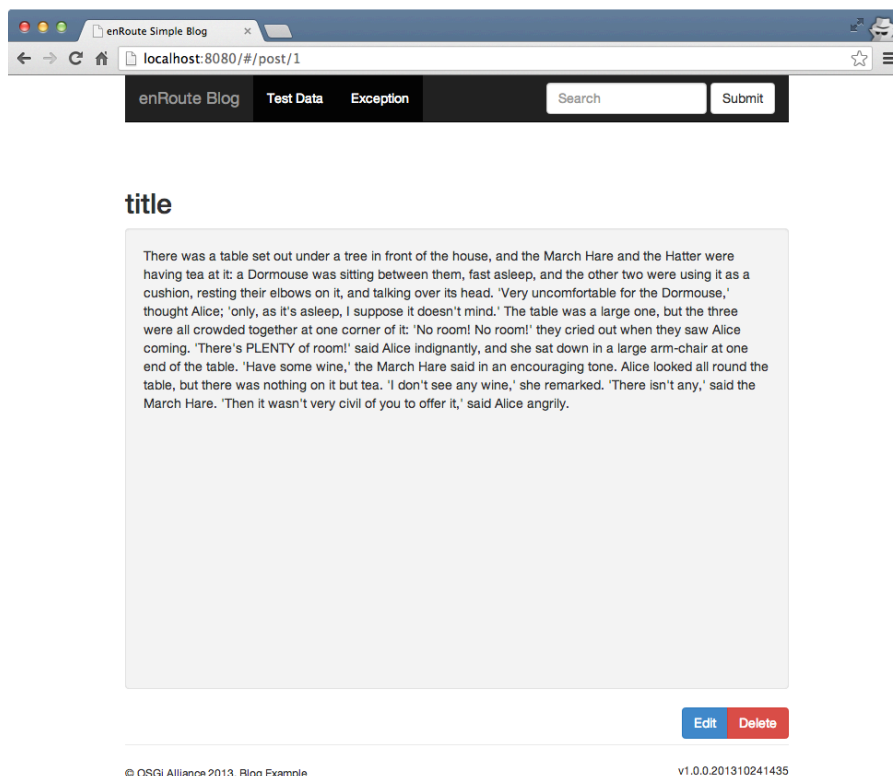 enRoute Simple Blog
localhost:8080/#/post/1
enRoute Blog Test Data Exception Search Submit
title
There was a table set out under a tree in front of the house, and the March Hare and the Hatter were
having tea at it: a Dormouse was sitting between them, fast asleep, and the other two were using it as a
cushion, resting their elbows on it, and talking over its head. 'Very uncomfortable for the Dormouse,'
thought Alice; 'only, as it's asleep, I suppose it doesn't mind.' The table was a large one, but the three
were all crowded together at one corner of it: 'No room! No room!' they cried out when they saw Alice
coming. 'There's PLENTY of room!' said Alice indignantly, and she sat down in a large arm-chair at one
end of the table. 'Have some wine,' the March Hare said in an encouraging tone. Alice looked all round the
table, but there was nothing on it but tea. 'I don't see any wine,' she remarked. 'There isn't any,' said the
March Hare. 'Then it wasn't very civil of you to offer it,' said Alice angrily.
Edit Delete
© OSGi Alliance 2013, Blog Example v1.0.0.201310241435